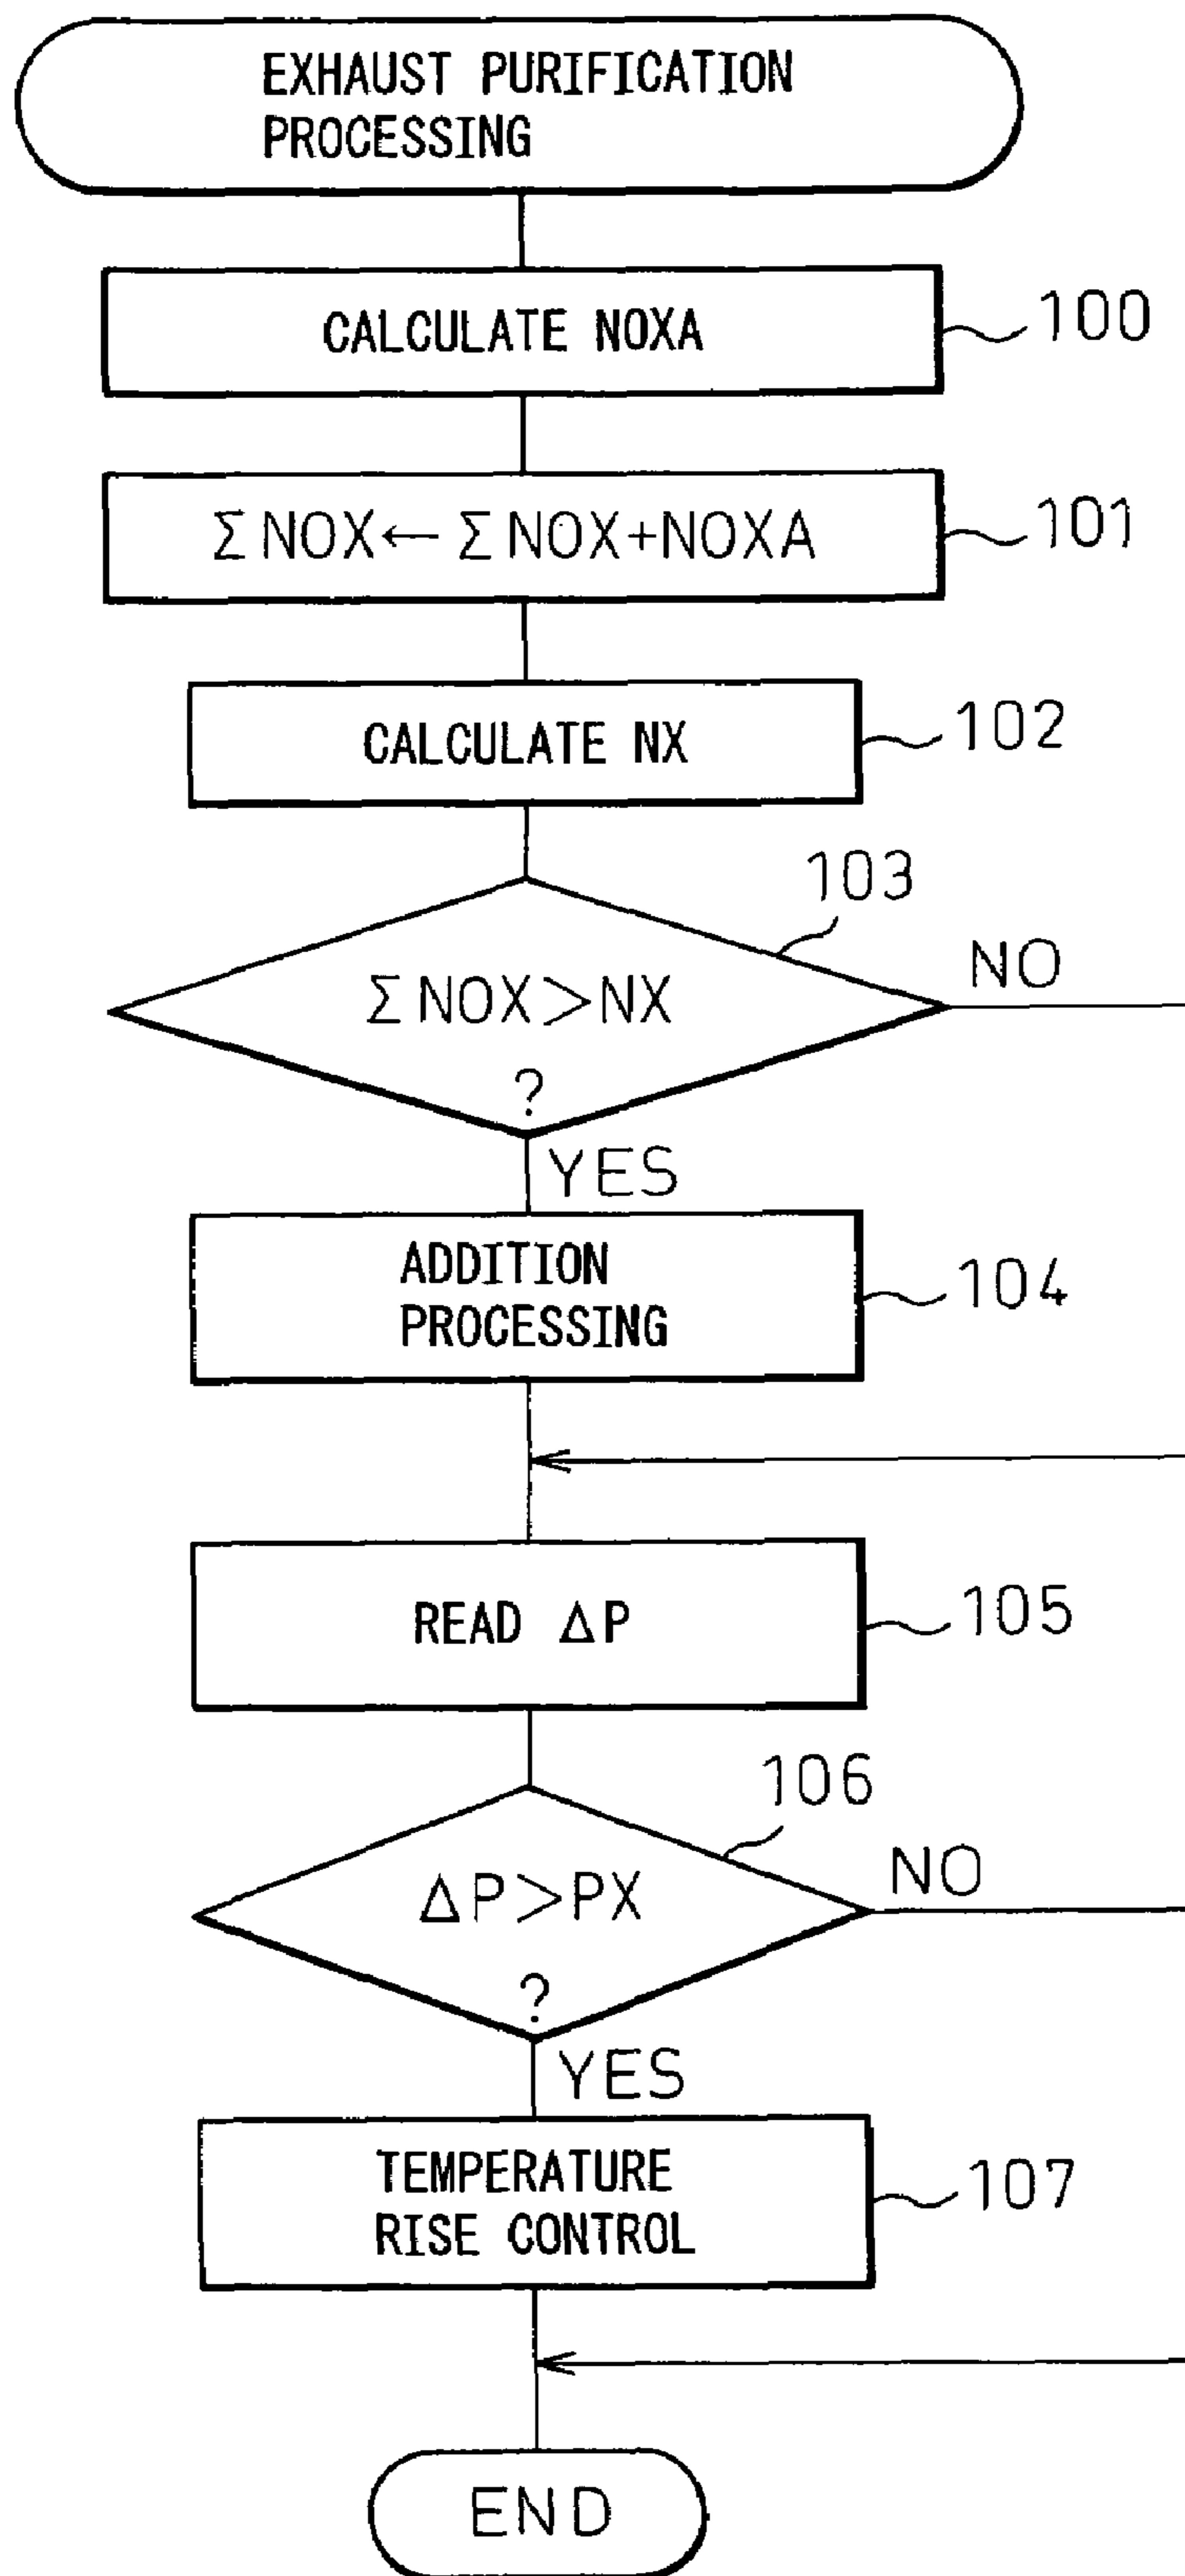 EXHAUST PURIFICATION
PROCESSING
CALCULATE NOXA
100
ΣNOX←ΣNOX+NOXA
101
CALCULATE NX
102
103
ΣNOX>NX
?
NO
YES
ADDITION
PROCESSING
104
READ ΔP
105
106
ΔP>PX
?
NO
YES
TEMPERATURE
RISE CONTROL
107
END